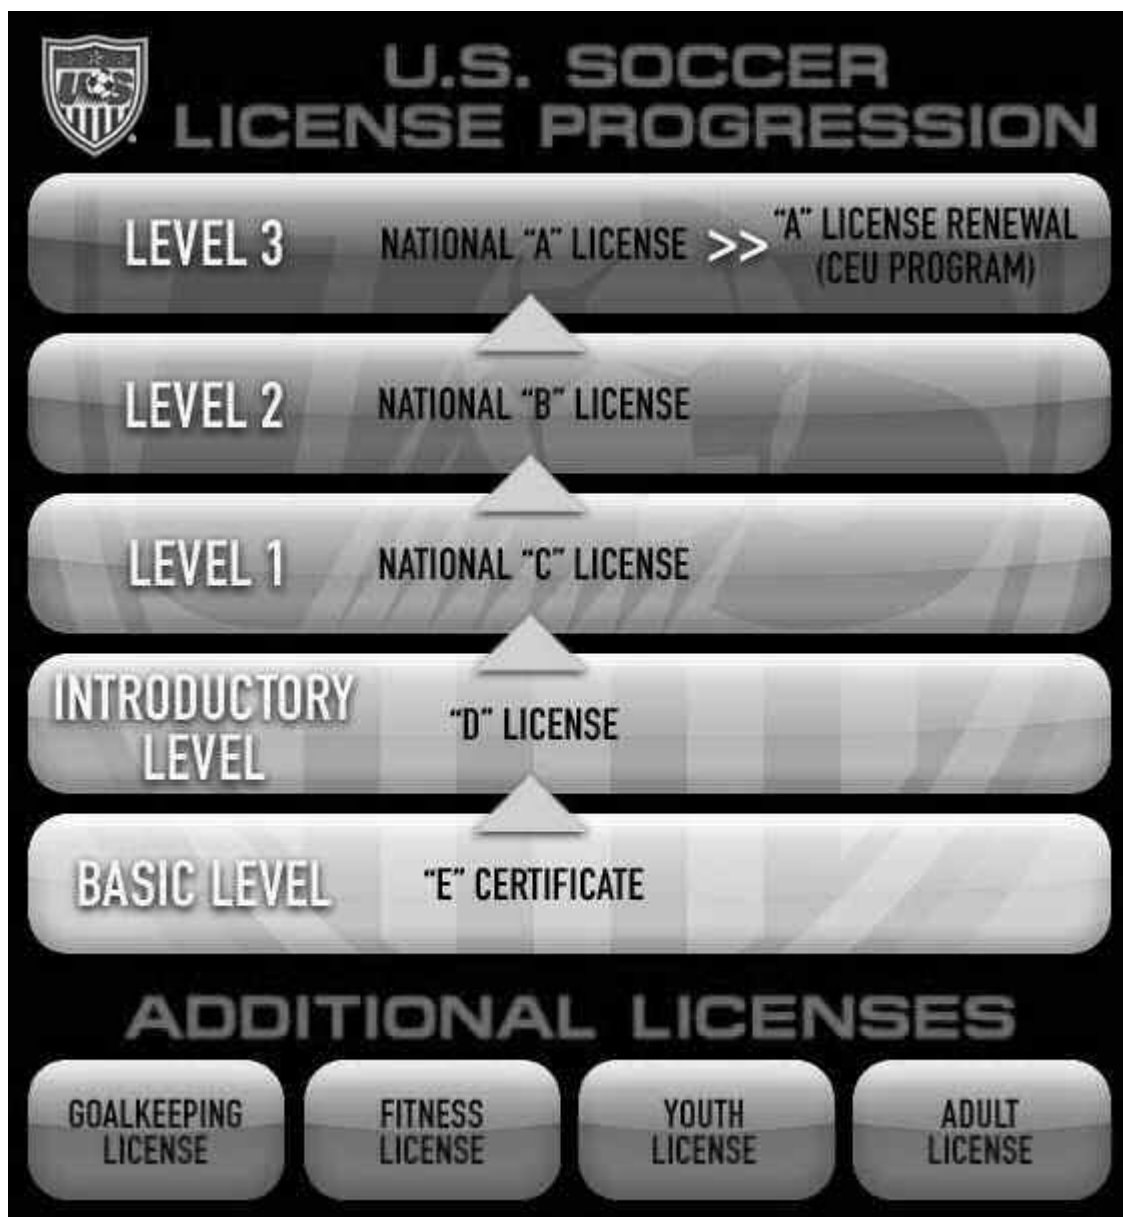 US
U.S. SOCCER
LICENSE PROGRESSION
LEVEL 3
NATIONAL "A" LICENSE >> "A" LICENSE RENEWAL
(CEU PROGRAM)
LEVEL 2
NATIONAL "B" LICENSE
LEVEL 1
NATIONAL "C" LICENSE
INTRODUCTORY
LEVEL
"D" LICENSE
BASIC LEVEL
"E" CERTIFICATE
ADDITIONAL LICENSES
GOALKEEPING
LICENSE
FITNESS
LICENSE
YOUTH
LICENSE
ADULT
LICENSE